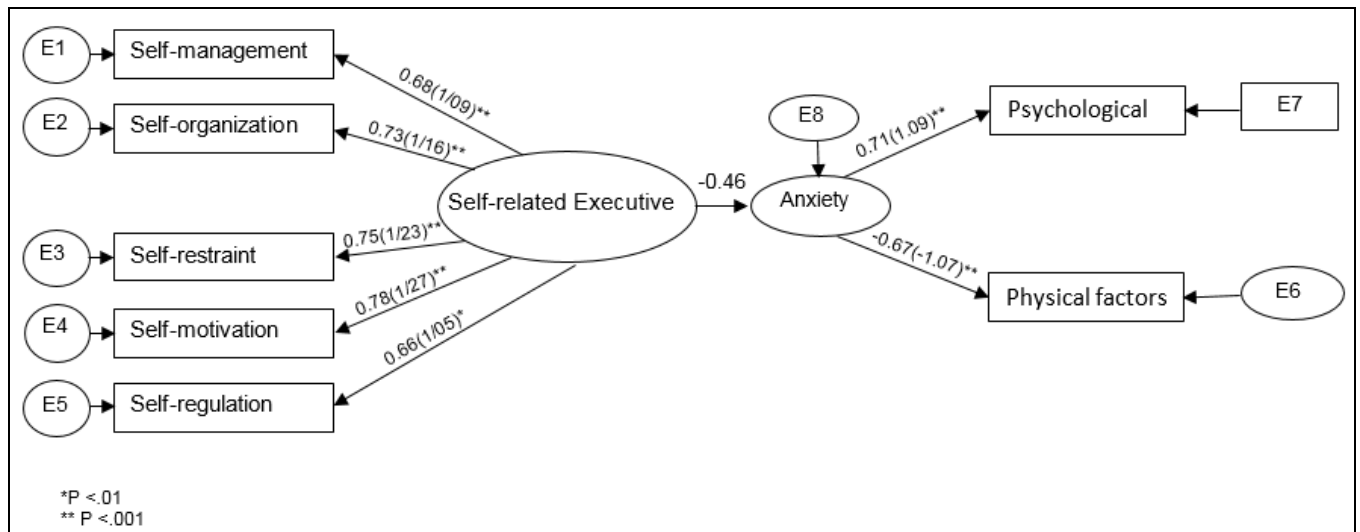 E1
Self-management
0.68(1/09)**
E2
Self-organization
0.73(1/16)**
E3
Self-restraint
0.75(1/23)**
E4
Self-motivation
0.78(1/27)**
E5
Self-regulation
0.66(1/05)*
Self-related Executive
-0.46
E8
Anxiety
0.71(1.09)**
Psychological
E7
-0.67(-1.07)**
Physical factors
E6
*P <.01
** P <.001